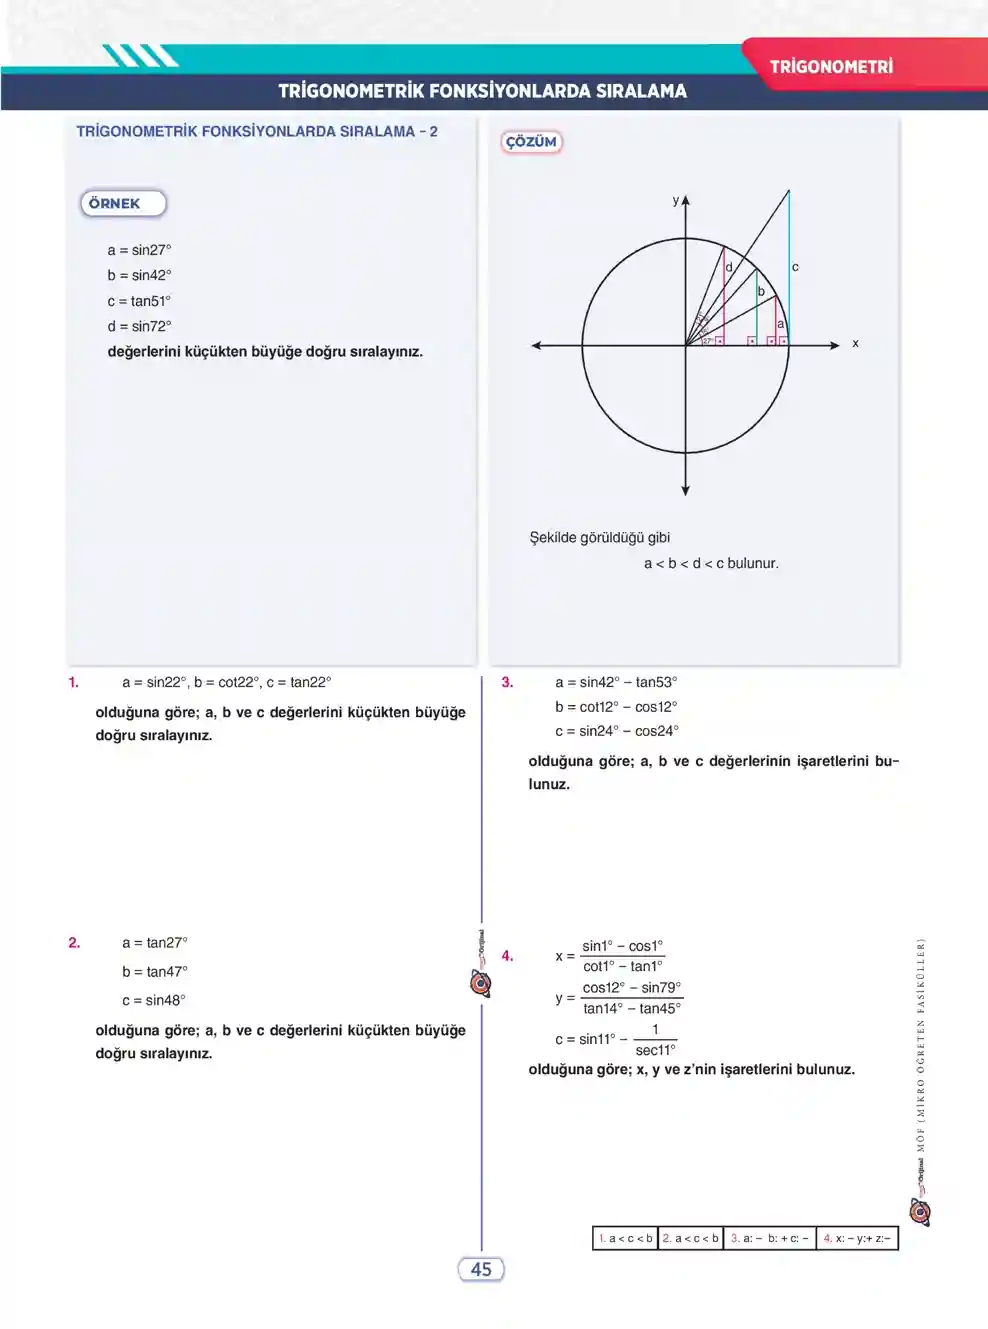 TRİGONOMETRİ
TRİGONOMETRİK FONKSİYONLARDA SIRALAMA
TRİGONOMETRİK FONKSİYONLARDA SIRALAMA - 2
ÖRNEK
a = sin27°
b = sin42°
c = tan51°
d = sin72°
değerlerini küçükten büyüğe doğru sıralayınız.
ÇÖZÜM
y
d
c
b
a
27°
x
Şekilde görüldüğü gibi
a < b < d < c bulunur.
1. a = sin22°, b = cot22°, c = tan22°
olduğuna göre; a, b ve c değerlerini küçükten büyüğe
doğru sıralayınız.
2. a = tan27°
b = tan47°
c = sin48°
olduğuna göre; a, b ve c değerlerini küçükten büyüğe
doğru sıralayınız.
3. a = sin42° - tan53°
b = cot12° - cos12°
c = sin24° - cos24°
olduğuna göre; a, b ve c değerlerinin işaretlerini bu-
lunuz.
4. x = sin1° - cos1° / cot1° - tan1°
y = cos12° - sin79° / tan14° - tan45°
c = sin11° - 1 / sec11°
olduğuna göre; x, y ve z'nin işaretlerini bulunuz.
Orijinal
Orijinal MÖF (MİKRO ÖĞRETEN FASİKÜLLER)
1. a < c < b 2. a < c < b 3. a: - b: + c: - 4. x: - y:+ z:-
45